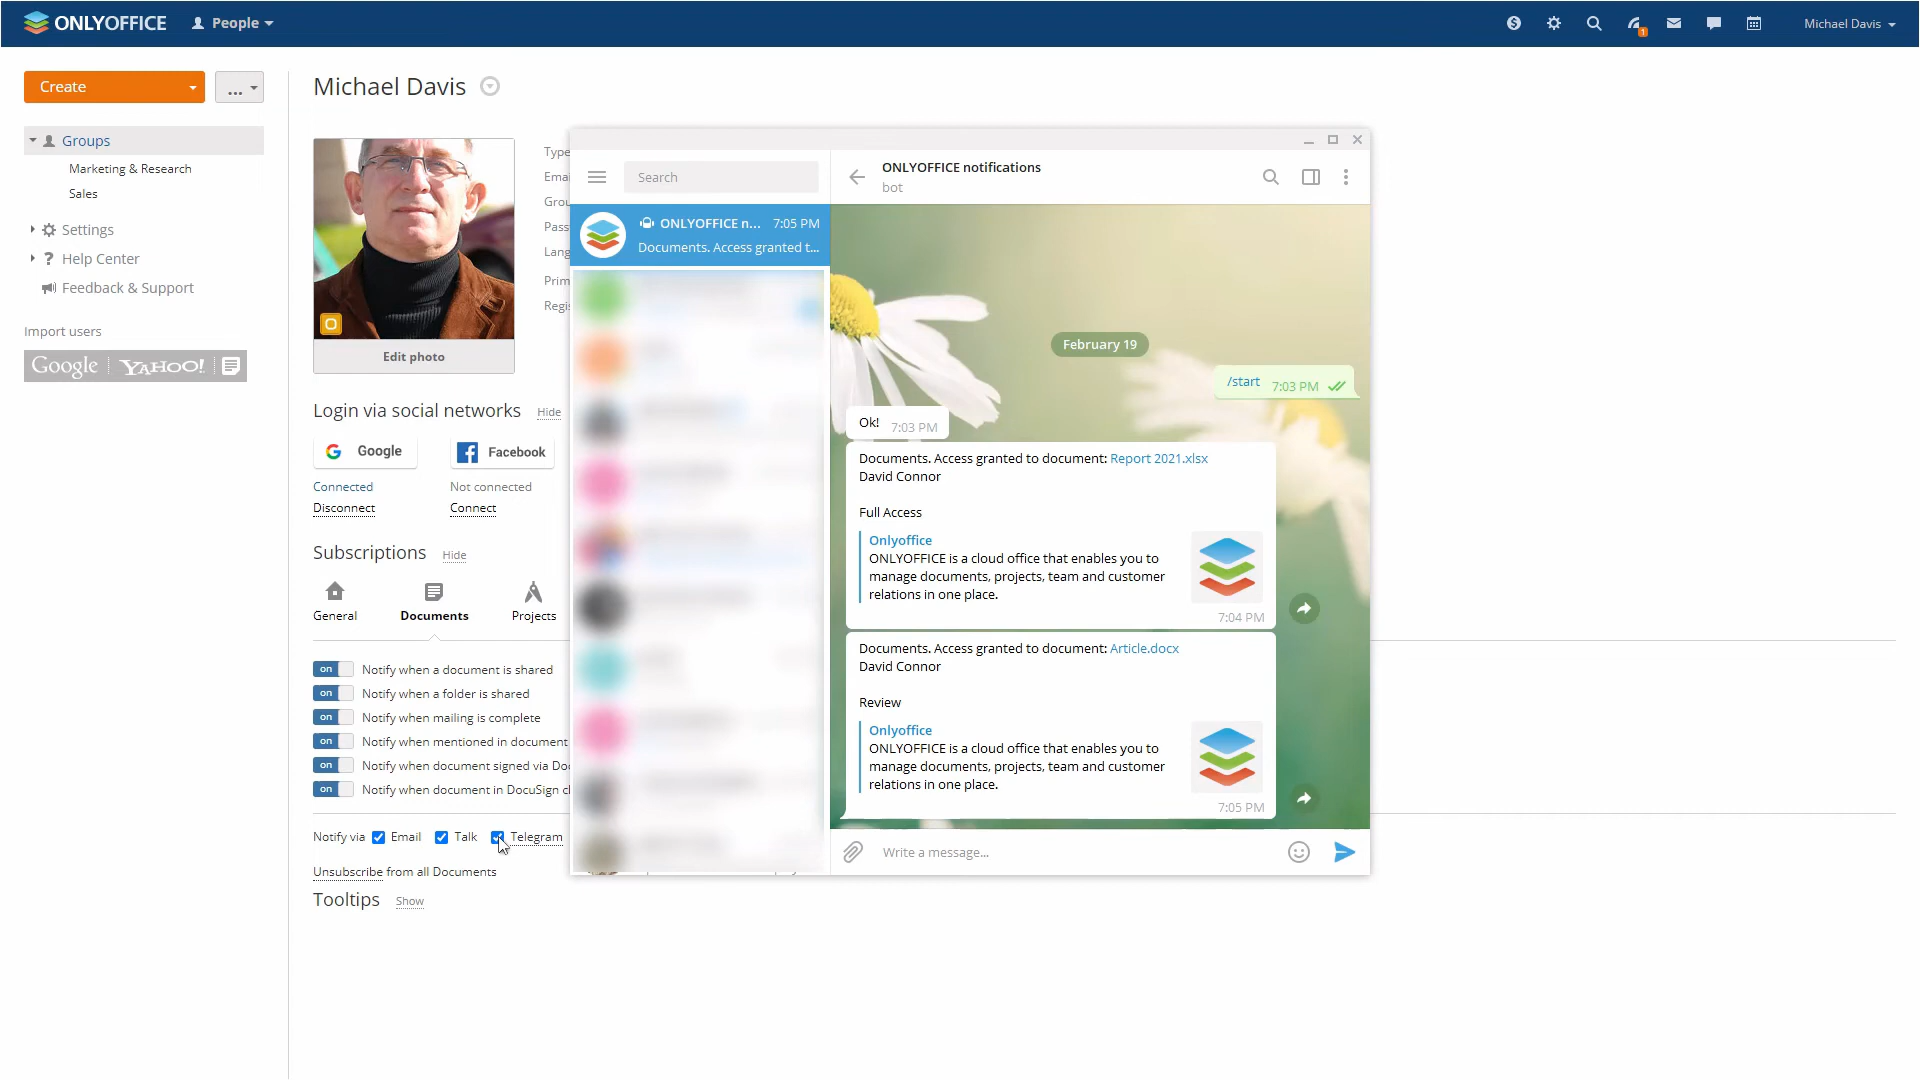 ONLYOFFICE People Michael Davis
1
Create ...
Groups
Marketing & Research
Sales
Settings
Help Center
Feedback & Support
Import users
Google YAHOO!
Michael Davis
Edit photo
Type
Emai
Grou
Pass
Lang
Prim
Regis
Login via social networks Hide
Google Facebook
Connected Not connected
Disconnect Connect
Subscriptions Hide
General Documents Projects
on Notify when a document is shared
on Notify when a folder is shared
on Notify when mailing is complete
on Notify when mentioned in document
on Notify when document signed via Doc
on Notify when document in DocuSign cl
Notify via Email Talk Telegram
Unsubscribe from all Documents
Tooltips Show
Search
ONLYOFFICE n... 7:05 PM
Documents. Access granted t...
ONLYOFFICE notifications
bot
February 19
/start 7:03 PM
Ok! 7:03 PM
Documents. Access granted to document: Report 2021.xlsx
David Connor
Full Access
Onlyoffice
ONLYOFFICE is a cloud office that enables you to
manage documents, projects, team and customer
relations in one place.
7:04 PM
Documents. Access granted to document: Article.docx
David Connor
Review
Onlyoffice
ONLYOFFICE is a cloud office that enables you to
manage documents, projects, team and customer
relations in one place.
7:05 PM
Write a message...